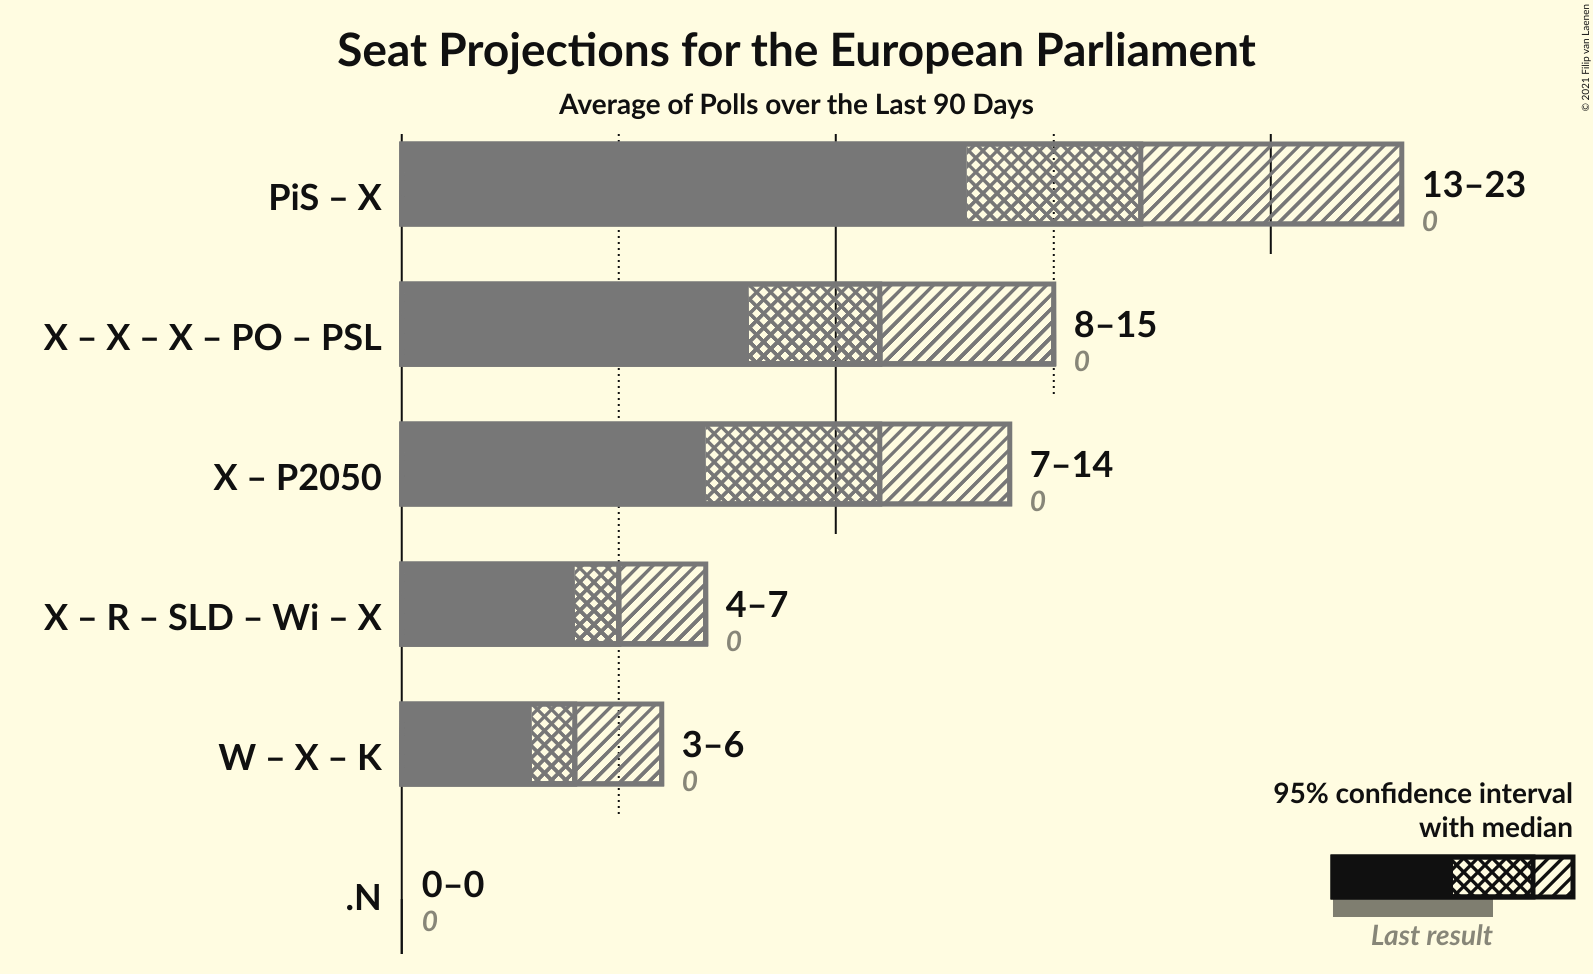 Seat Projections for the European Parliament
Average of Polls over the Last 90 Days
© 2021 Filip van Laenen
PiS – X
13–23
0
X – X – X – PO – PSL
8–15
0
X – P2050
7–14
0
X – R – SLD – Wi – X
4–7
0
W – X – K
3–6
0
.N
0–0
0
95% confidence interval
with median
Last result